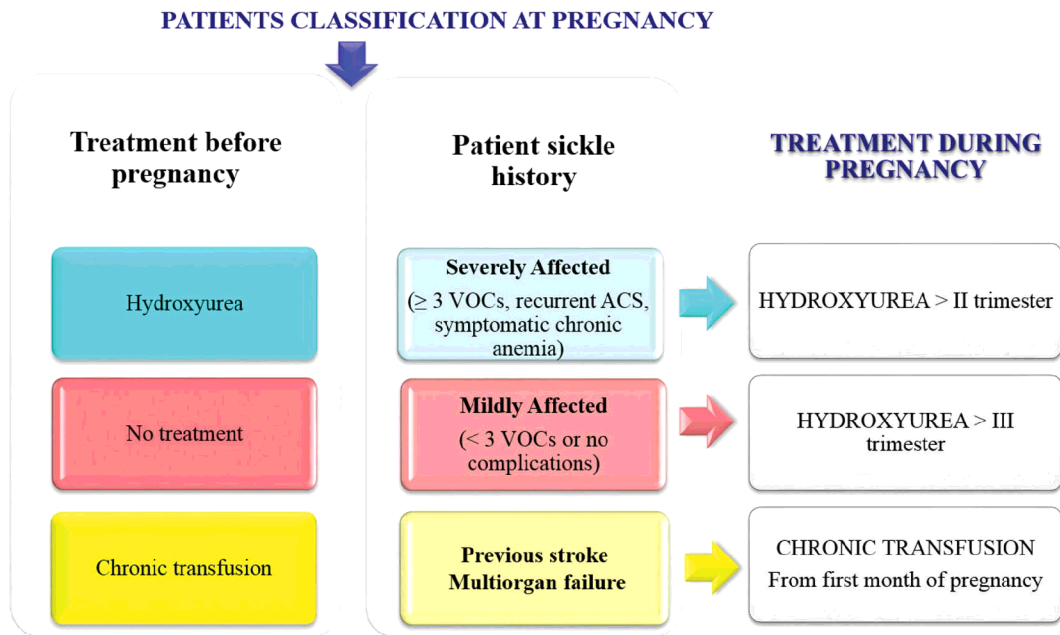 PATIENTS CLASSIFICATION AT PREGNANCY
Treatment before
pregnancy
Patient sickle
history
TREATMENT DURING
PREGNANCY
Hydroxyurea
Severely Affected
(≥ 3 VOCs, recurrent ACS,
symptomatic chronic
anemia)
HYDROXYUREA > II trimester
No treatment
Mildly Affected
(< 3 VOCs or no
complications)
HYDROXYUREA > III
trimester
Chronic transfusion
Previous stroke
Multiorgan failure
CHRONIC TRANSFUSION
From first month of pregnancy